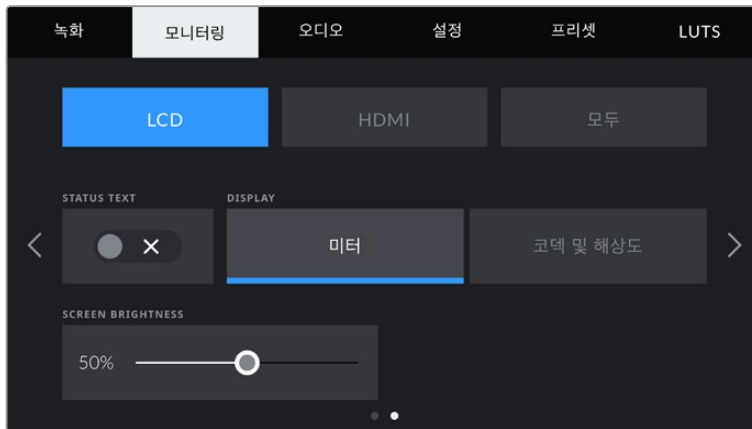 녹화 모니터링 오디오 설정 프리셋 LUTS
LCD HDMI 모두
STATUS TEXT DISPLAY
미터 코덱 및 해상도
SCREEN BRIGHTNESS
50%